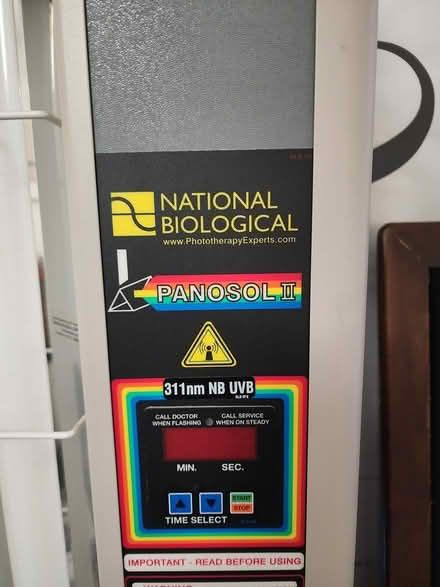 NATIONAL
BIOLOGICAL
www.PhototherapyExperts.com
PANOSOL II
311nm NB UVB
CALL DOCTOR
WHEN FLASHING
CALL SERVICE
WHEN ON STEADY
MIN. SEC.
START
STOP
TIME SELECT
IMPORTANT - READ BEFORE USING